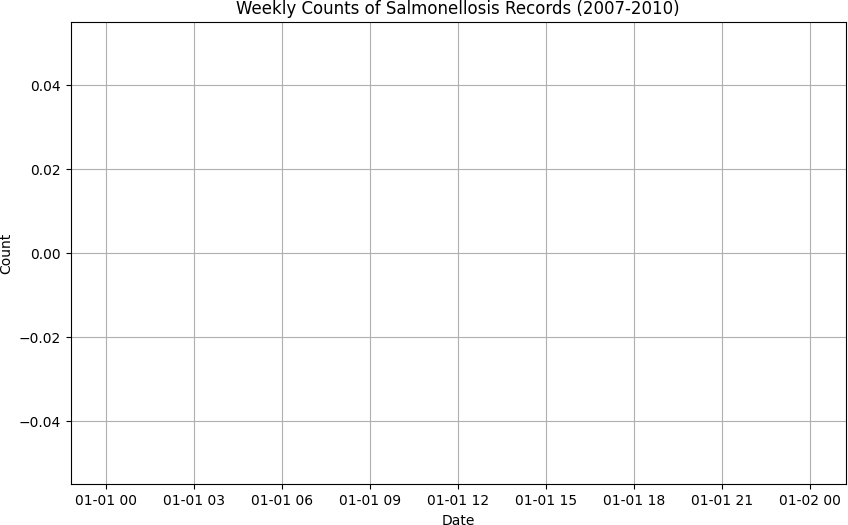 Weekly Counts of Salmonellosis Records (2007-2010)
0.04
0.02
0.00
−0.02
−0.04
Count
01-01 00 01-01 03 01-01 06 01-01 09 01-01 12 01-01 15 01-01 18 01-01 21 01-02 00
Date